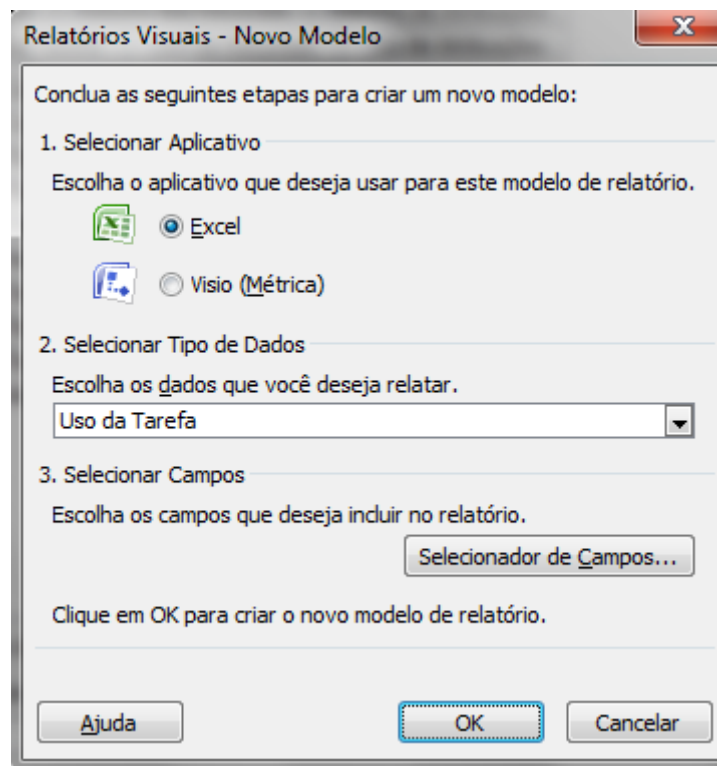 Relatórios Visuais - Novo Modelo
Conclua as seguintes etapas para criar um novo modelo:
1. Selecionar Aplicativo
Escolha o aplicativo que deseja usar para este modelo de relatório.
Excel
Visio (Métrica)
2. Selecionar Tipo de Dados
Escolha os dados que você deseja relatar.
Uso da Tarefa
3. Selecionar Campos
Escolha os campos que deseja incluir no relatório.
Selecionador de Campos...
Clique em OK para criar o novo modelo de relatório.
Ajuda OK Cancelar